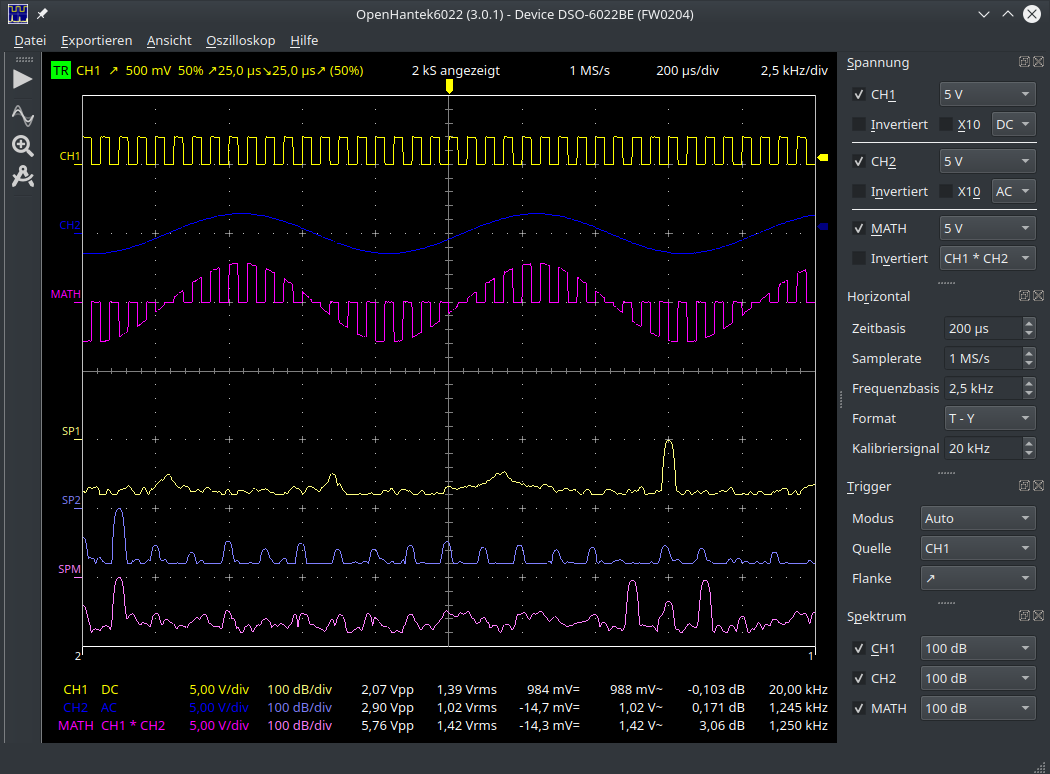 OpenHantek6022 (3.0.1) - Device DSO-6022BE (FW0204)
Datei Exportieren Ansicht Oszilloskop Hilfe
TR CH1 ↗ 500 mV 50% ↗25,0 µs↘25,0 µs↗ (50%) 2 kS angezeigt 1 MS/s 200 µs/div 2,5 kHz/div
CH1
CH2
MATH
SP1
SP2
SPM
2 1
CH1 DC 5,00 V/div 100 dB/div 2,07 Vpp 1,39 Vrms 984 mV= 988 mV~ -0,103 dB 20,00 kHz
CH2 AC 5,00 V/div 100 dB/div 2,90 Vpp 1,02 Vrms -14,7 mV= 1,02 V~ 0,171 dB 1,245 kHz
MATH CH1 * CH2 5,00 V/div 100 dB/div 5,76 Vpp 1,42 Vrms -14,3 mV= 1,42 V~ 3,06 dB 1,250 kHz
Spannung
CH1 5 V
Invertiert X10 DC
CH2 5 V
Invertiert X10 AC
MATH 5 V
Invertiert CH1 * CH2
Horizontal
Zeitbasis 200 µs
Samplerate 1 MS/s
Frequenzbasis 2,5 kHz
Format T - Y
Kalibriersignal 20 kHz
Trigger
Modus Auto
Quelle CH1
Flanke ↗
Spektrum
CH1 100 dB
CH2 100 dB
MATH 100 dB